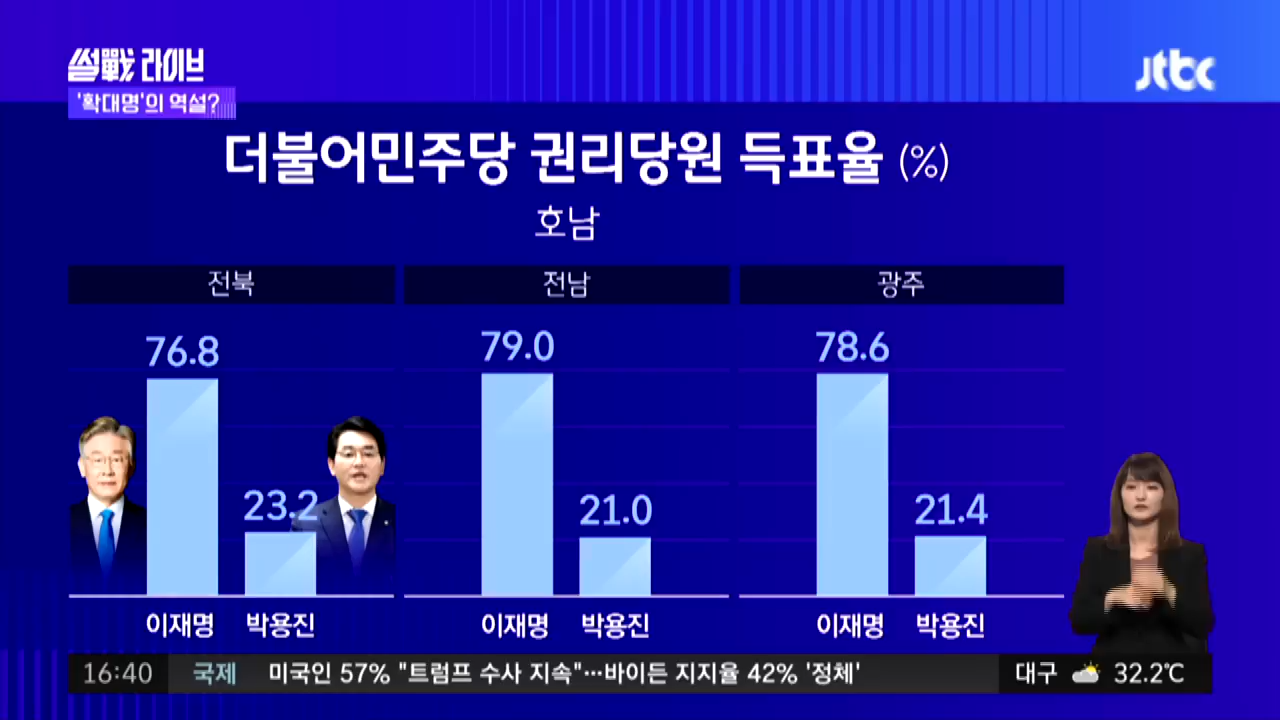 썰戰 라이브
jtbc
'확대명'의 역설?
더불어민주당 권리당원 득표율 (%)
호남
전북 전남 광주
76.8 79.0 78.6
23.2 21.0 21.4
이재명 박용진 이재명 박용진 이재명 박용진
16:40 국제 미국인 57% "트럼프 수사 지속"…바이든 지지율 42% '정체' 대구 32.2℃